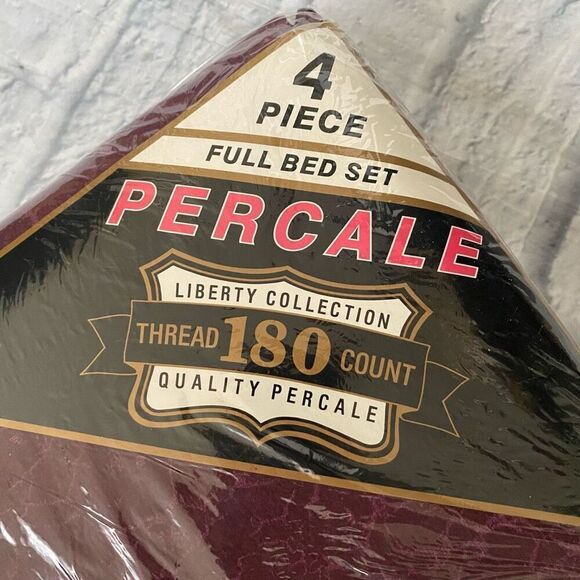 4
PIECE
FULL BED SET
PERCALE
LIBERTY COLLECTION
THREAD 180 COUNT
QUALITY PERCALE